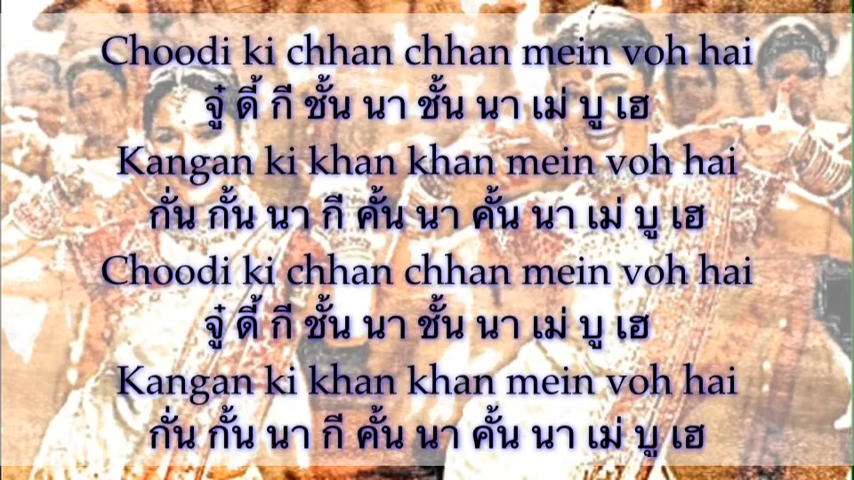 Choodi ki chhan chhan mein voh hai
จู๋ ดี้ กี ชั้น นา ชั้น นา เม่ บู เฮ
Kangan ki khan khan mein voh hai
กั่น กั้น นา กี คั้น นา คั้น นา เม่ บู เฮ
Choodi ki chhan chhan mein voh hai
จู๋ ดี้ กี ชั้น นา ชั้น นา เม่ บู เฮ
Kangan ki khan khan mein voh hai
กั่น กั้น นา กี คั้น นา คั้น นา เม่ บู เฮ